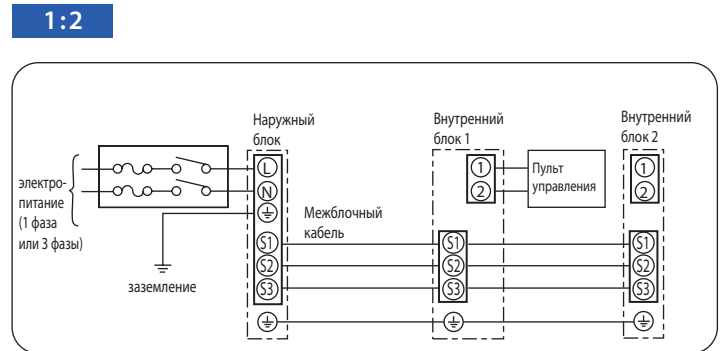 1:2
Наружный
блок
Внутренний
блок 1
Внутренний
блок 2
электро-
питание
(1 фаза
или 3 фазы)
L
N
заземление
Межблочный
кабель
1
2
Пульт
управления
1
2
S1
S2
S3
S1
S2
S3
S1
S2
S3